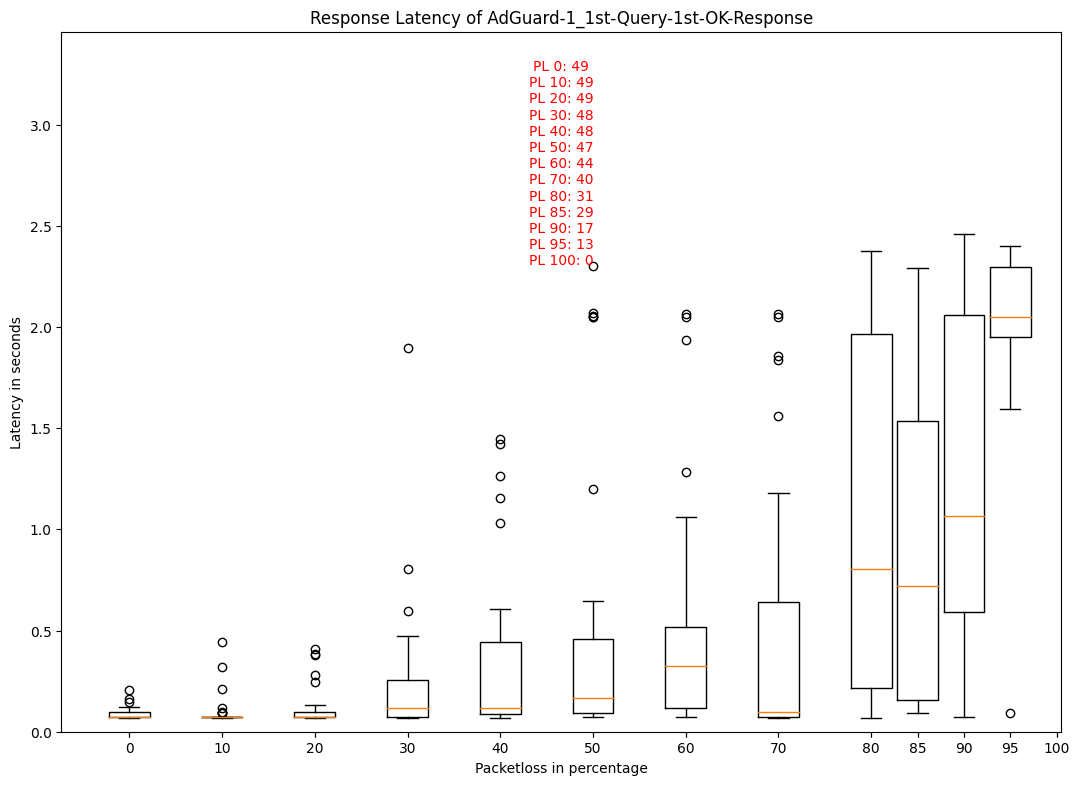 Response Latency of AdGuard-1_1st-Query-1st-OK-Response
PL 0: 49
PL 10: 49
PL 20: 49
PL 30: 48
PL 40: 48
PL 50: 47
PL 60: 44
PL 70: 40
PL 80: 31
PL 85: 29
PL 90: 17
PL 95: 13
PL 100: 0
Latency in seconds
3.0
2.5
2.0
1.5
1.0
0.5
0.0
0 10 20 30 40 50 60 70 80 85 90 95 100
Packetloss in percentage